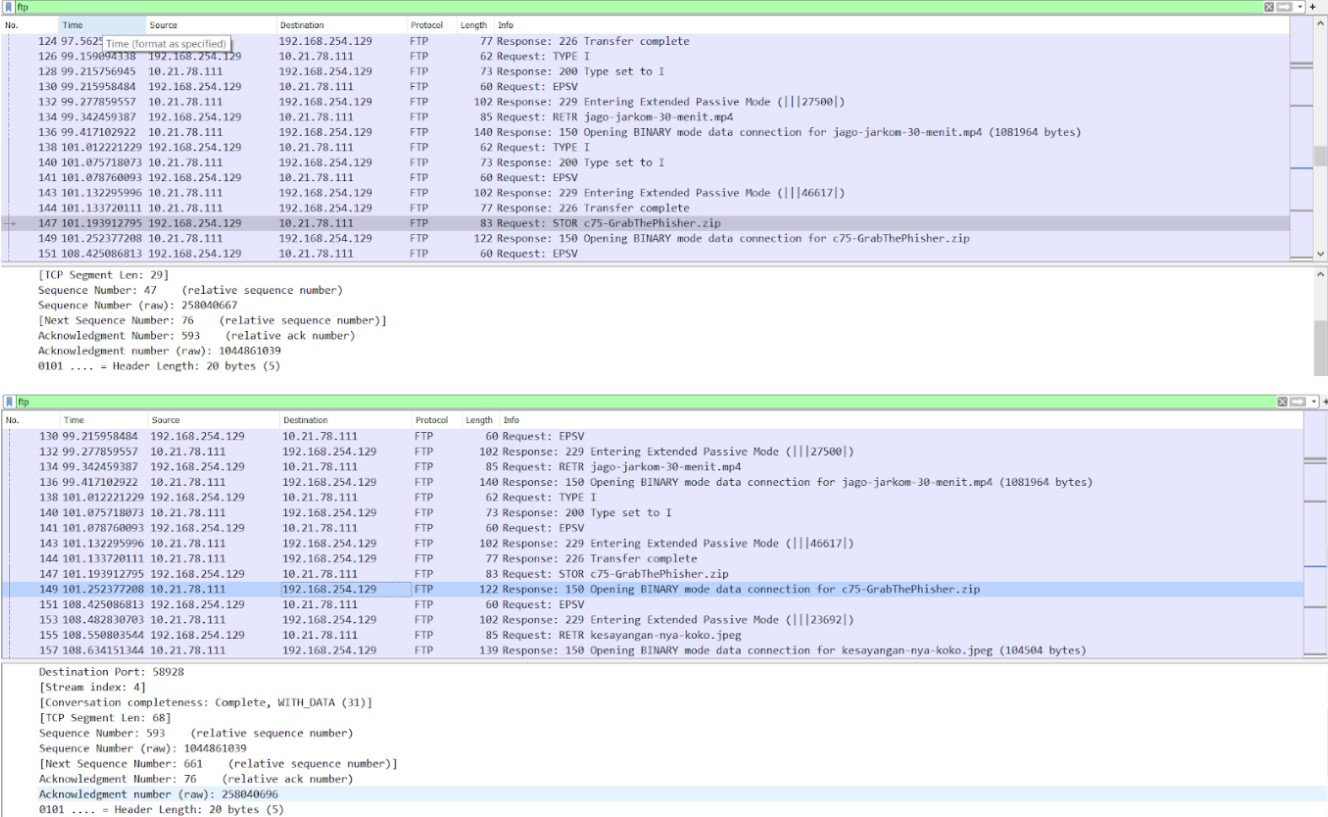 ftp
No. Time Source Destination Protocol Length Info
124 97.5625 192.168.254.129 FTP 77 Response: 226 Transfer complete
Time (format as specified)
126 99.159094338 192.168.254.129 10.21.78.111 FTP 62 Request: TYPE I
128 99.215756945 10.21.78.111 192.168.254.129 FTP 73 Response: 200 Type set to I
130 99.215958484 192.168.254.129 10.21.78.111 FTP 60 Request: EPSV
132 99.277859557 10.21.78.111 192.168.254.129 FTP 102 Response: 229 Entering Extended Passive Mode (|||27500|)
134 99.342459387 192.168.254.129 10.21.78.111 FTP 85 Request: RETR jago-jarkom-30-menit.mp4
136 99.417102922 10.21.78.111 192.168.254.129 FTP 140 Response: 150 Opening BINARY mode data connection for jago-jarkom-30-menit.mp4 (1081964 bytes)
138 101.012221229 192.168.254.129 10.21.78.111 FTP 62 Request: TYPE I
140 101.075718073 10.21.78.111 192.168.254.129 FTP 73 Response: 200 Type set to I
141 101.078760093 192.168.254.129 10.21.78.111 FTP 60 Request: EPSV
143 101.132295996 10.21.78.111 192.168.254.129 FTP 102 Response: 229 Entering Extended Passive Mode (|||46617|)
144 101.133720111 10.21.78.111 192.168.254.129 FTP 77 Response: 226 Transfer complete
147 101.193912795 192.168.254.129 10.21.78.111 FTP 83 Request: STOR c75-GrabThePhisher.zip
149 101.252377208 10.21.78.111 192.168.254.129 FTP 122 Response: 150 Opening BINARY mode data connection for c75-GrabThePhisher.zip
151 108.425086813 192.168.254.129 10.21.78.111 FTP 60 Request: EPSV
[TCP Segment Len: 29]
Sequence Number: 47 (relative sequence number)
Sequence Number (raw): 258040667
[Next Sequence Number: 76 (relative sequence number)]
Acknowledgment Number: 593 (relative ack number)
Acknowledgment number (raw): 1044861039
0101 .... = Header Length: 20 bytes (5)
ftp
No. Time Source Destination Protocol Length Info
130 99.215958484 192.168.254.129 10.21.78.111 FTP 60 Request: EPSV
132 99.277859557 10.21.78.111 192.168.254.129 FTP 102 Response: 229 Entering Extended Passive Mode (|||27500|)
134 99.342459387 192.168.254.129 10.21.78.111 FTP 85 Request: RETR jago-jarkom-30-menit.mp4
136 99.417102922 10.21.78.111 192.168.254.129 FTP 140 Response: 150 Opening BINARY mode data connection for jago-jarkom-30-menit.mp4 (1081964 bytes)
138 101.012221229 192.168.254.129 10.21.78.111 FTP 62 Request: TYPE I
140 101.075718073 10.21.78.111 192.168.254.129 FTP 73 Response: 200 Type set to I
141 101.078760093 192.168.254.129 10.21.78.111 FTP 60 Request: EPSV
143 101.132295996 10.21.78.111 192.168.254.129 FTP 102 Response: 229 Entering Extended Passive Mode (|||46617|)
144 101.133720111 10.21.78.111 192.168.254.129 FTP 77 Response: 226 Transfer complete
147 101.193912795 192.168.254.129 10.21.78.111 FTP 83 Request: STOR c75-GrabThePhisher.zip
149 101.252377208 10.21.78.111 192.168.254.129 FTP 122 Response: 150 Opening BINARY mode data connection for c75-GrabThePhisher.zip
151 108.425086813 192.168.254.129 10.21.78.111 FTP 60 Request: EPSV
153 108.482830703 10.21.78.111 192.168.254.129 FTP 102 Response: 229 Entering Extended Passive Mode (|||23692|)
155 108.550803544 192.168.254.129 10.21.78.111 FTP 85 Request: RETR kesayangan-nya-koko.jpeg
157 108.634151344 10.21.78.111 192.168.254.129 FTP 139 Response: 150 Opening BINARY mode data connection for kesayangan-nya-koko.jpeg (104504 bytes)
Destination Port: 58928
[Stream index: 4]
[Conversation completeness: Complete, WITH_DATA (31)]
[TCP Segment Len: 68]
Sequence Number: 593 (relative sequence number)
Sequence Number (raw): 1044861039
[Next Sequence Number: 661 (relative sequence number)]
Acknowledgment Number: 76 (relative ack number)
Acknowledgment number (raw): 258040696
0101 .... = Header Length: 20 bytes (5)